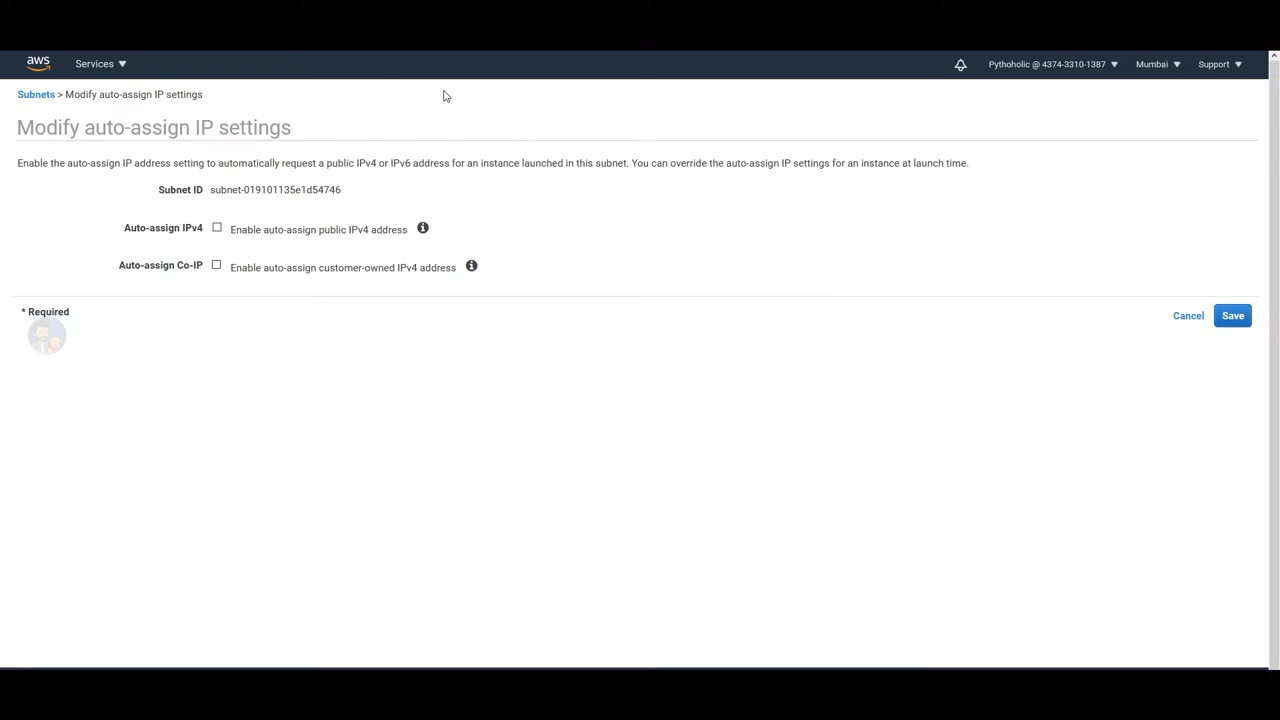 aws Services Pythoholic @ 4374-3310-1387 Mumbai Support
Subnets > Modify auto-assign IP settings
Modify auto-assign IP settings
Enable the auto-assign IP address setting to automatically request a public IPv4 or IPv6 address for an instance launched in this subnet. You can override the auto-assign IP settings for an instance at launch time.
Subnet ID subnet-019101135e1d54746
Auto-assign IPv4 Enable auto-assign public IPv4 address
Auto-assign Co-IP Enable auto-assign customer-owned IPv4 address
* Required Cancel Save